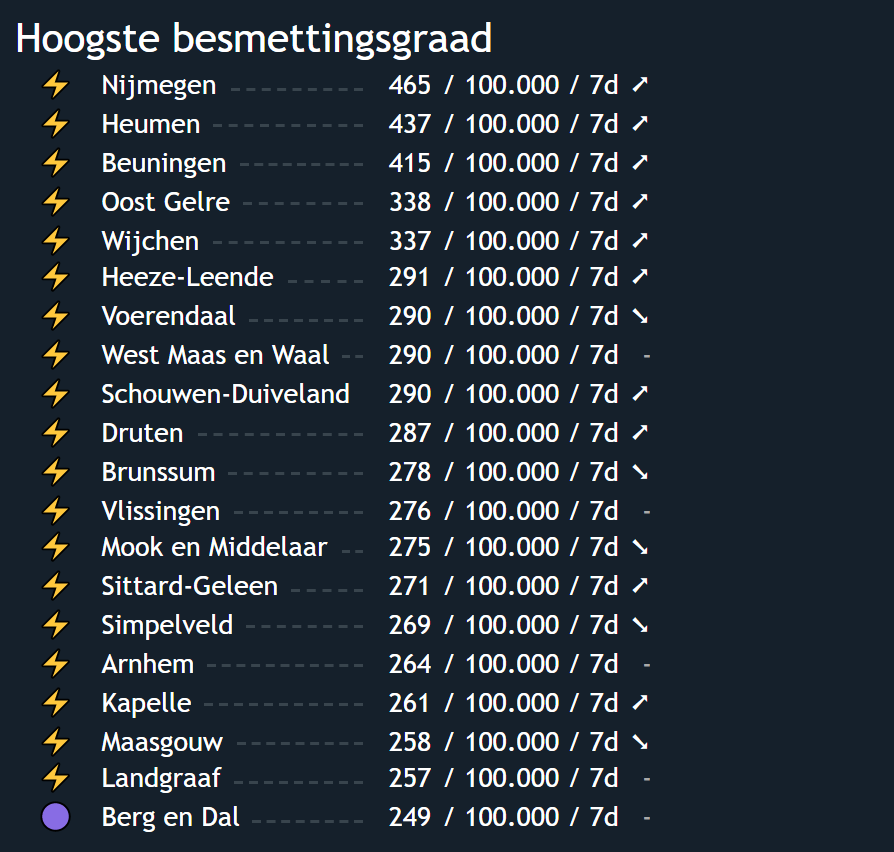 Hoogste besmettingsgraad
⚡ Nijmegen --------- 465 / 100.000 / 7d ➚
⚡ Heumen ---------- 437 / 100.000 / 7d ➚
⚡ Beuningen -------- 415 / 100.000 / 7d ➚
⚡ Oost Gelre -------- 338 / 100.000 / 7d ➚
⚡ Wijchen ---------- 337 / 100.000 / 7d ➚
⚡ Heeze-Leende ----- 291 / 100.000 / 7d ➚
⚡ Voerendaal -------- 290 / 100.000 / 7d ➘
⚡ West Maas en Waal -- 290 / 100.000 / 7d -
⚡ Schouwen-Duiveland 290 / 100.000 / 7d ➚
⚡ Druten ----------- 287 / 100.000 / 7d ➚
⚡ Brunssum --------- 278 / 100.000 / 7d ➘
⚡ Vlissingen --------- 276 / 100.000 / 7d -
⚡ Mook en Middelaar -- 275 / 100.000 / 7d ➘
⚡ Sittard-Geleen ----- 271 / 100.000 / 7d ➚
⚡ Simpelveld -------- 269 / 100.000 / 7d ➘
⚡ Arnhem ---------- 264 / 100.000 / 7d -
⚡ Kapelle ----------- 261 / 100.000 / 7d ➚
⚡ Maasgouw -------- 258 / 100.000 / 7d ➘
⚡ Landgraaf --------- 257 / 100.000 / 7d -
🟣 Berg en Dal -------- 249 / 100.000 / 7d -